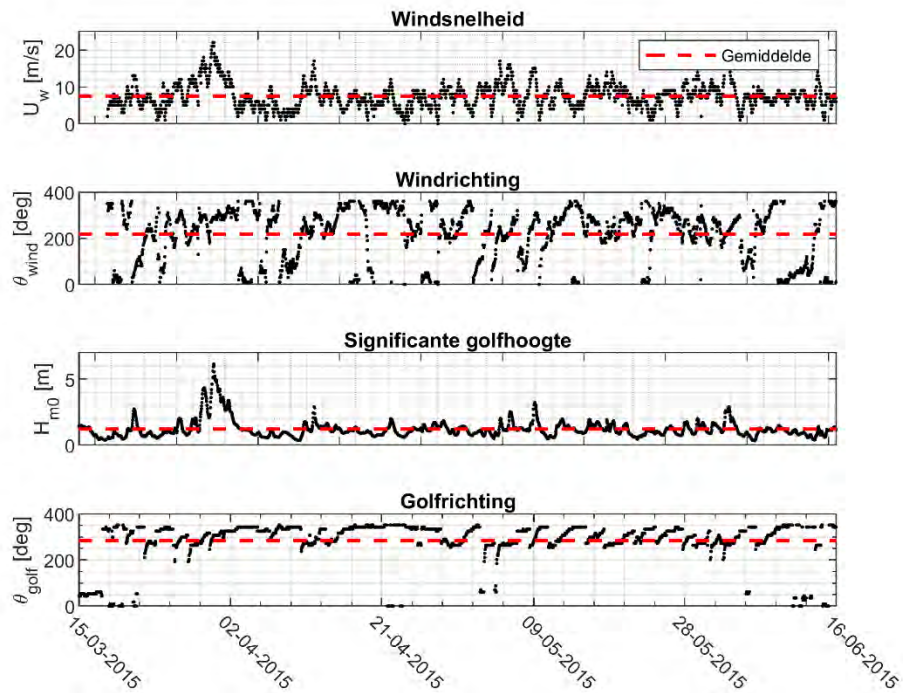 Windsnelheid
20
10
0
U_w [m/s]
Gemiddelde
Windrichting
400
200
0
θ_wind [deg]
Significante golfhoogte
5
0
H_m0 [m]
Golfrichting
400
200
0
θ_golf [deg]
15-03-2015
02-04-2015
21-04-2015
09-05-2015
28-05-2015
16-06-2015